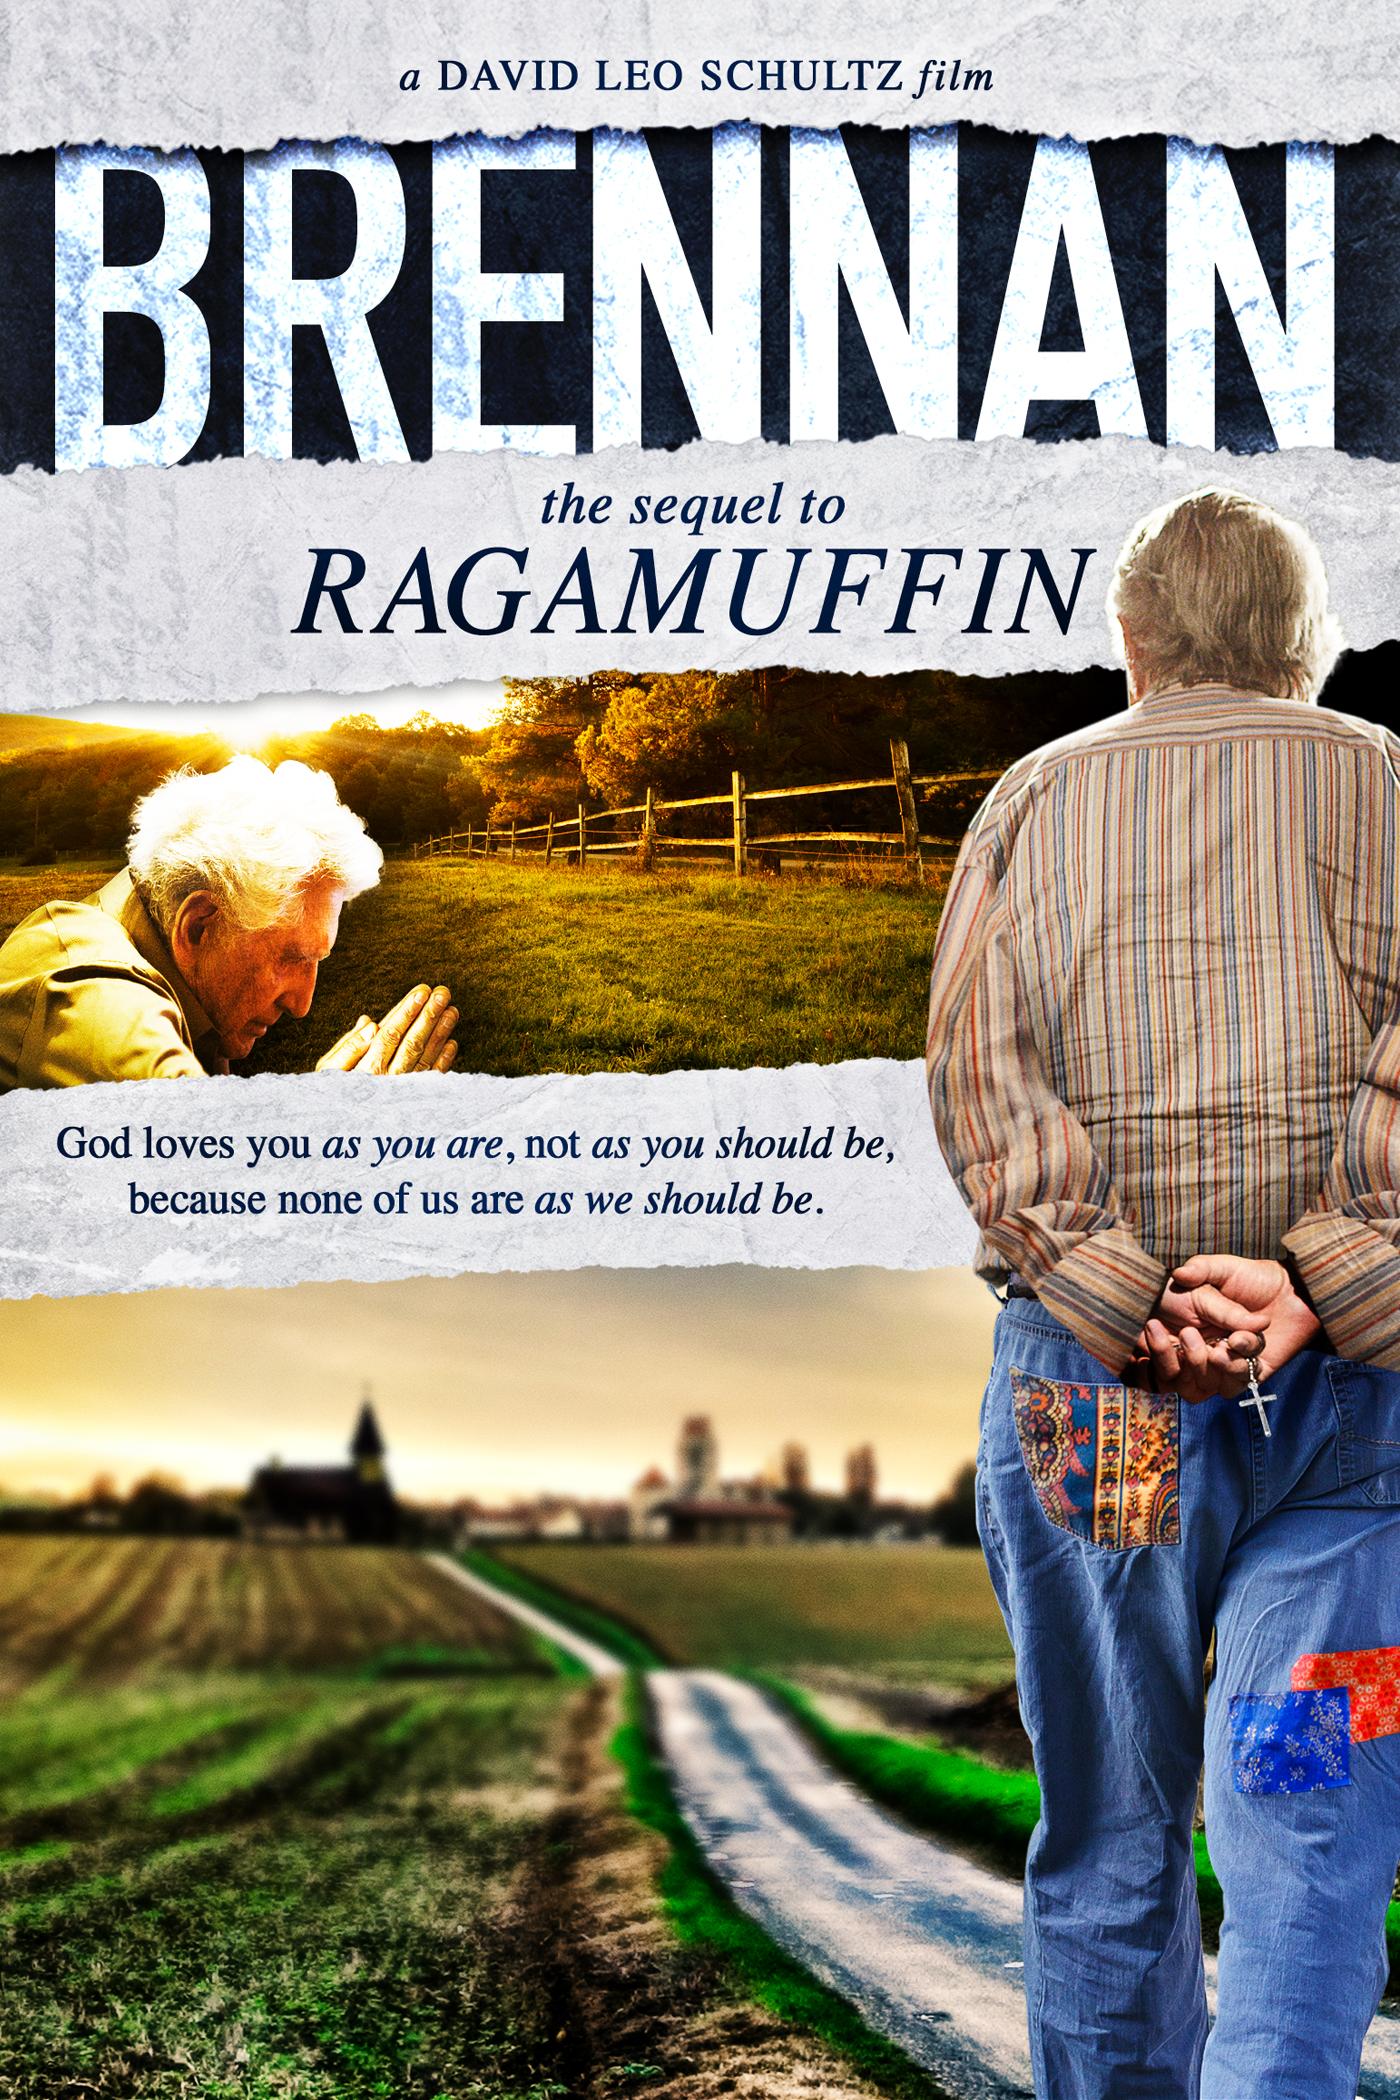 a DAVID LEO SCHULTZ film
BRENNAN
the sequel to
RAGAMUFFIN
God loves you as you are, not as you should be,
because none of us are as we should be.